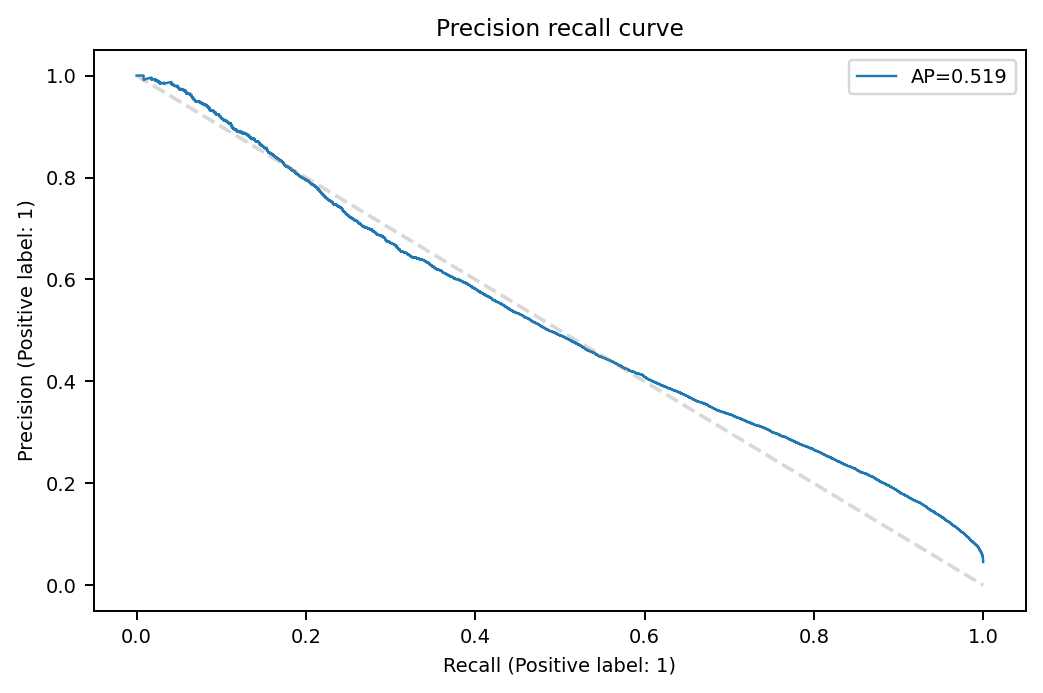 Precision recall curve
AP=0.519
Precision (Positive label: 1)
1.0
0.8
0.6
0.4
0.2
0.0
0.0 0.2 0.4 0.6 0.8 1.0
Recall (Positive label: 1)